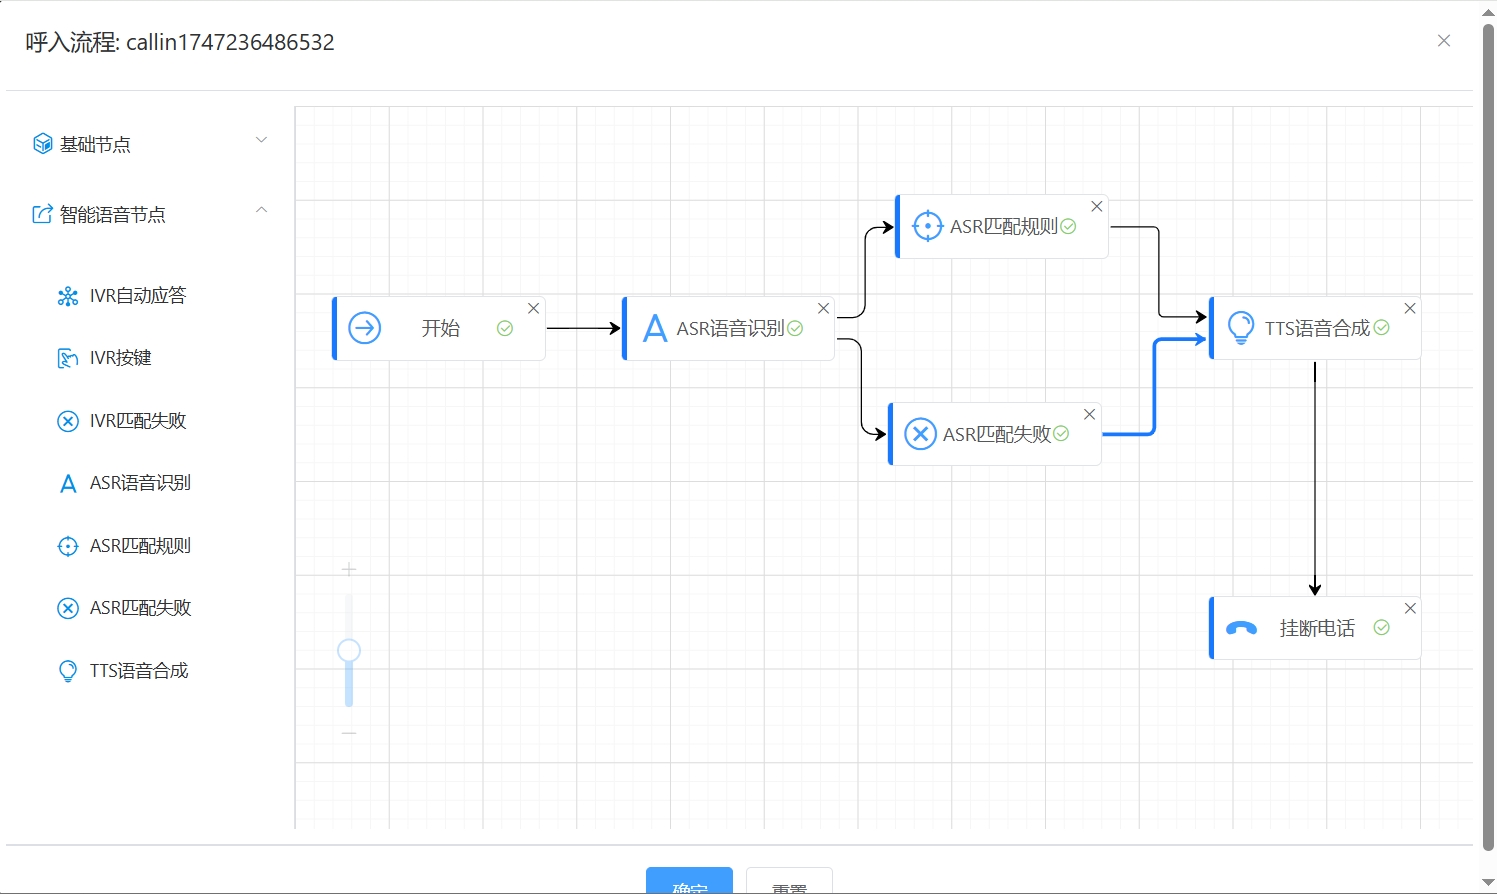 呼入流程: callin1747236486532
基础节点
智能语音节点
IVR自动应答
IVR按键
IVR匹配失败
ASR语音识别
ASR匹配规则
ASR匹配失败
TTS语音合成
开始
ASR语音识别
ASR匹配规则
ASR匹配失败
TTS语音合成
挂断电话
确定
重置